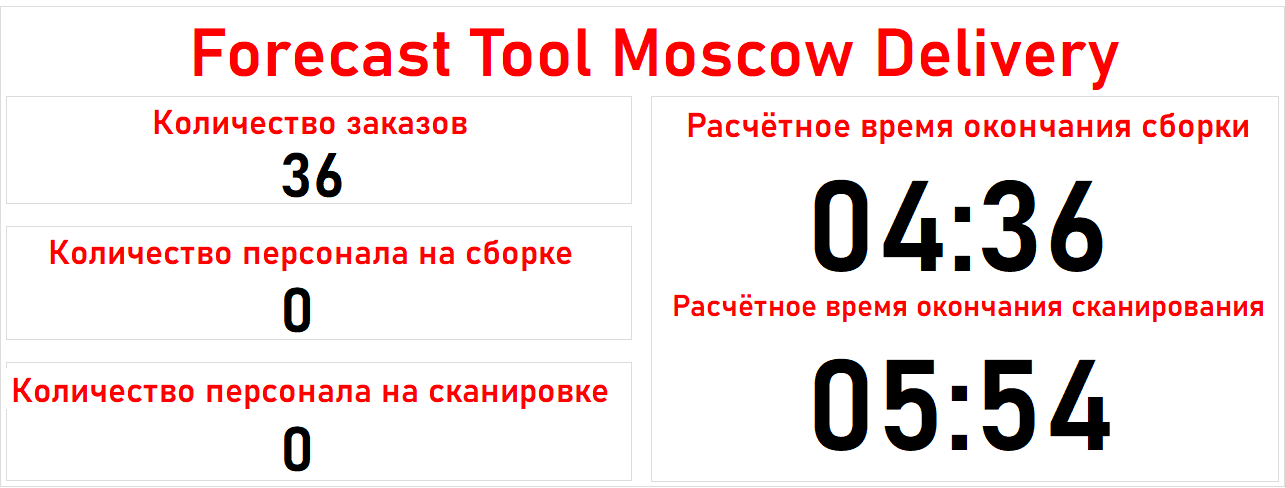 Forecast Tool Moscow Delivery
Количество заказов
36
Количество персонала на сборке
0
Количество персонала на сканировке
0
Расчётное время окончания сборки
04:36
Расчётное время окончания сканирования
05:54